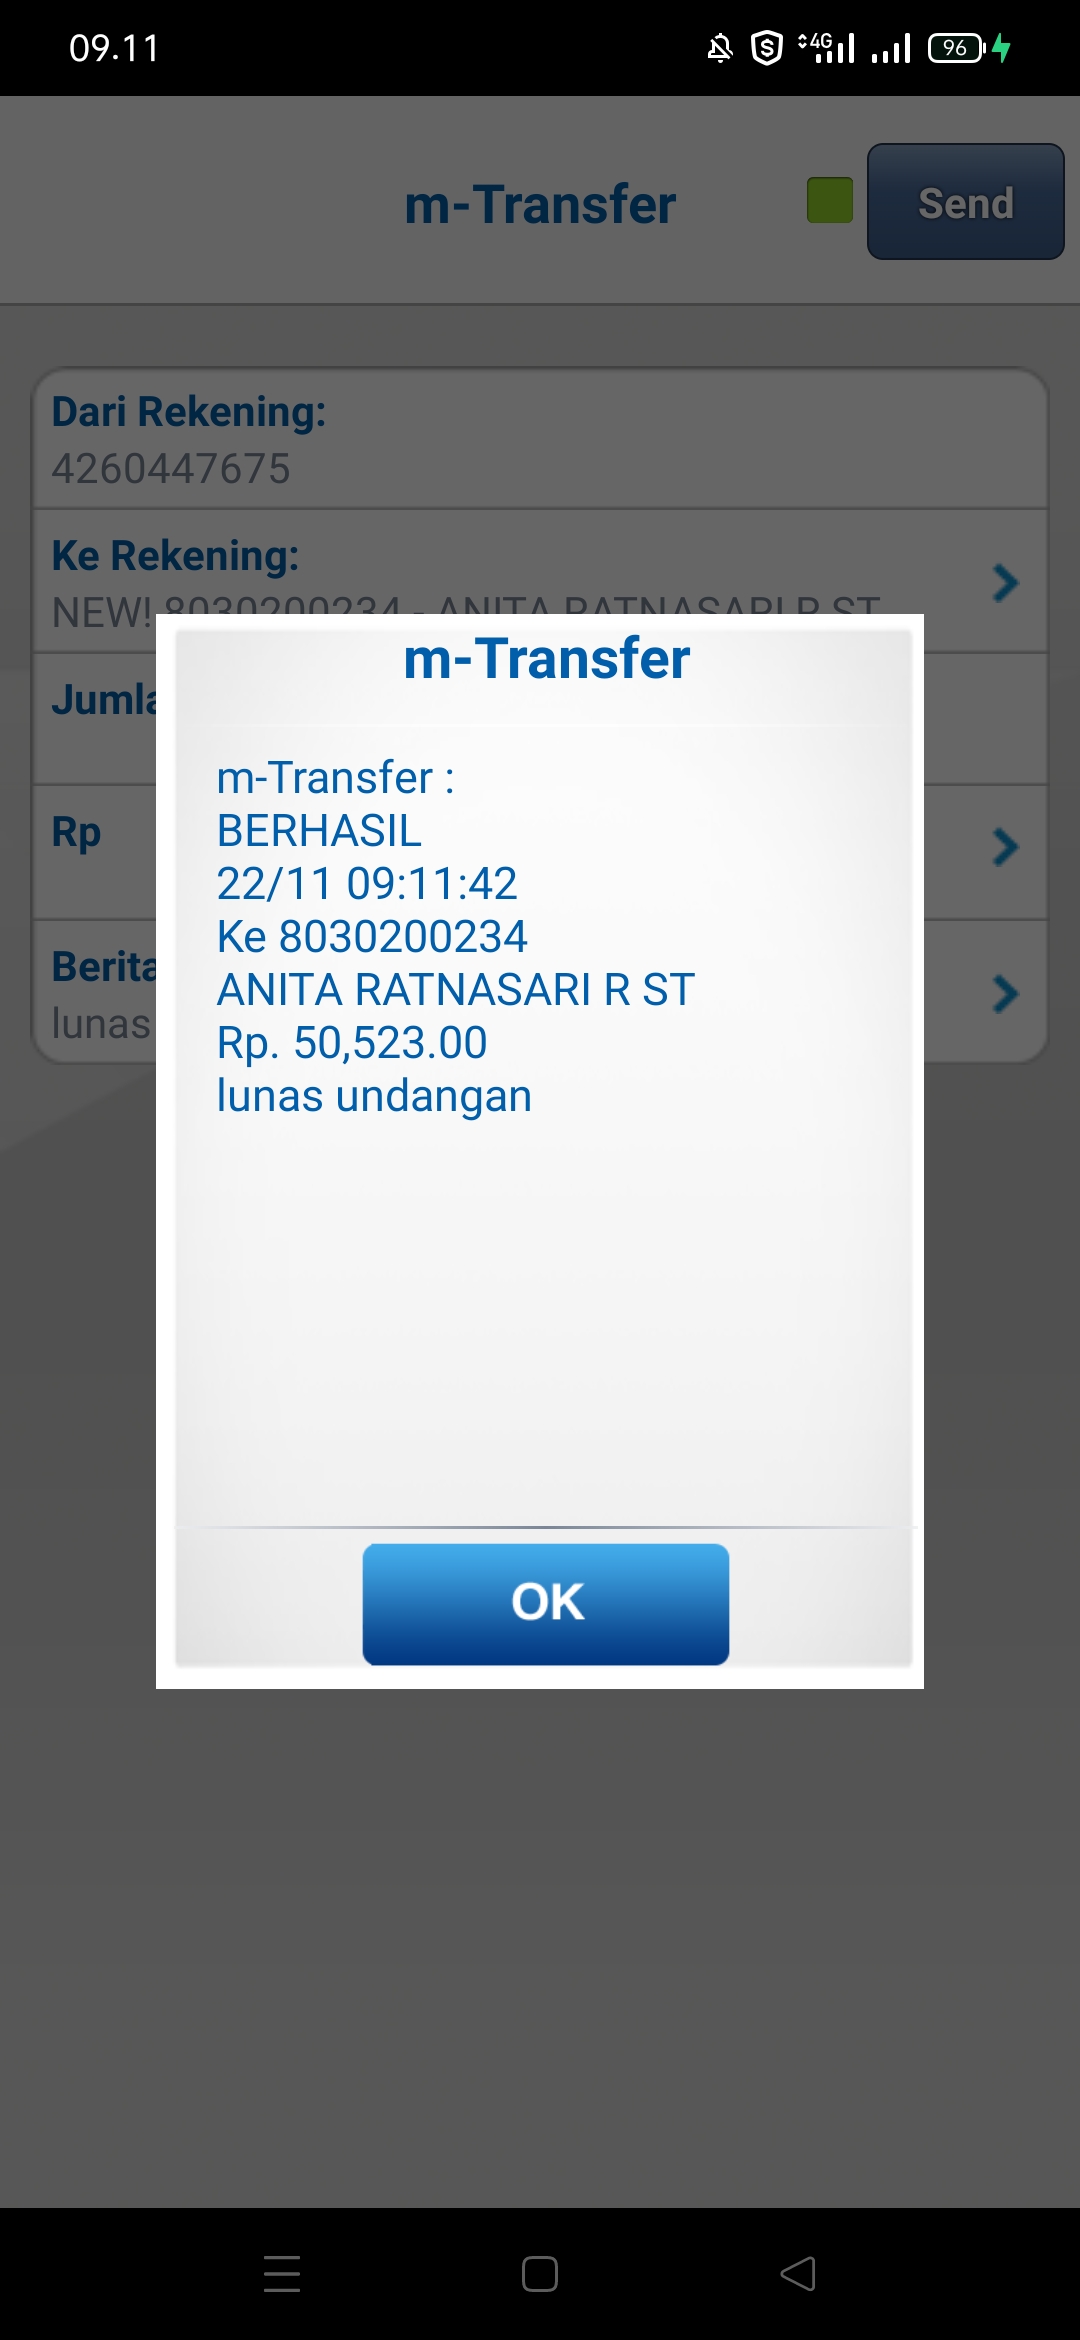 09.11
4G
96
m-Transfer
Send
Dari Rekening:
4260447675
Ke Rekening:
NEW! 8030200234 - ANITA RATNASARI R ST
Jumla
Rp
Berita
lunas
m-Transfer
m-Transfer :
BERHASIL
22/11 09:11:42
Ke 8030200234
ANITA RATNASARI R ST
Rp. 50,523.00
lunas undangan
OK